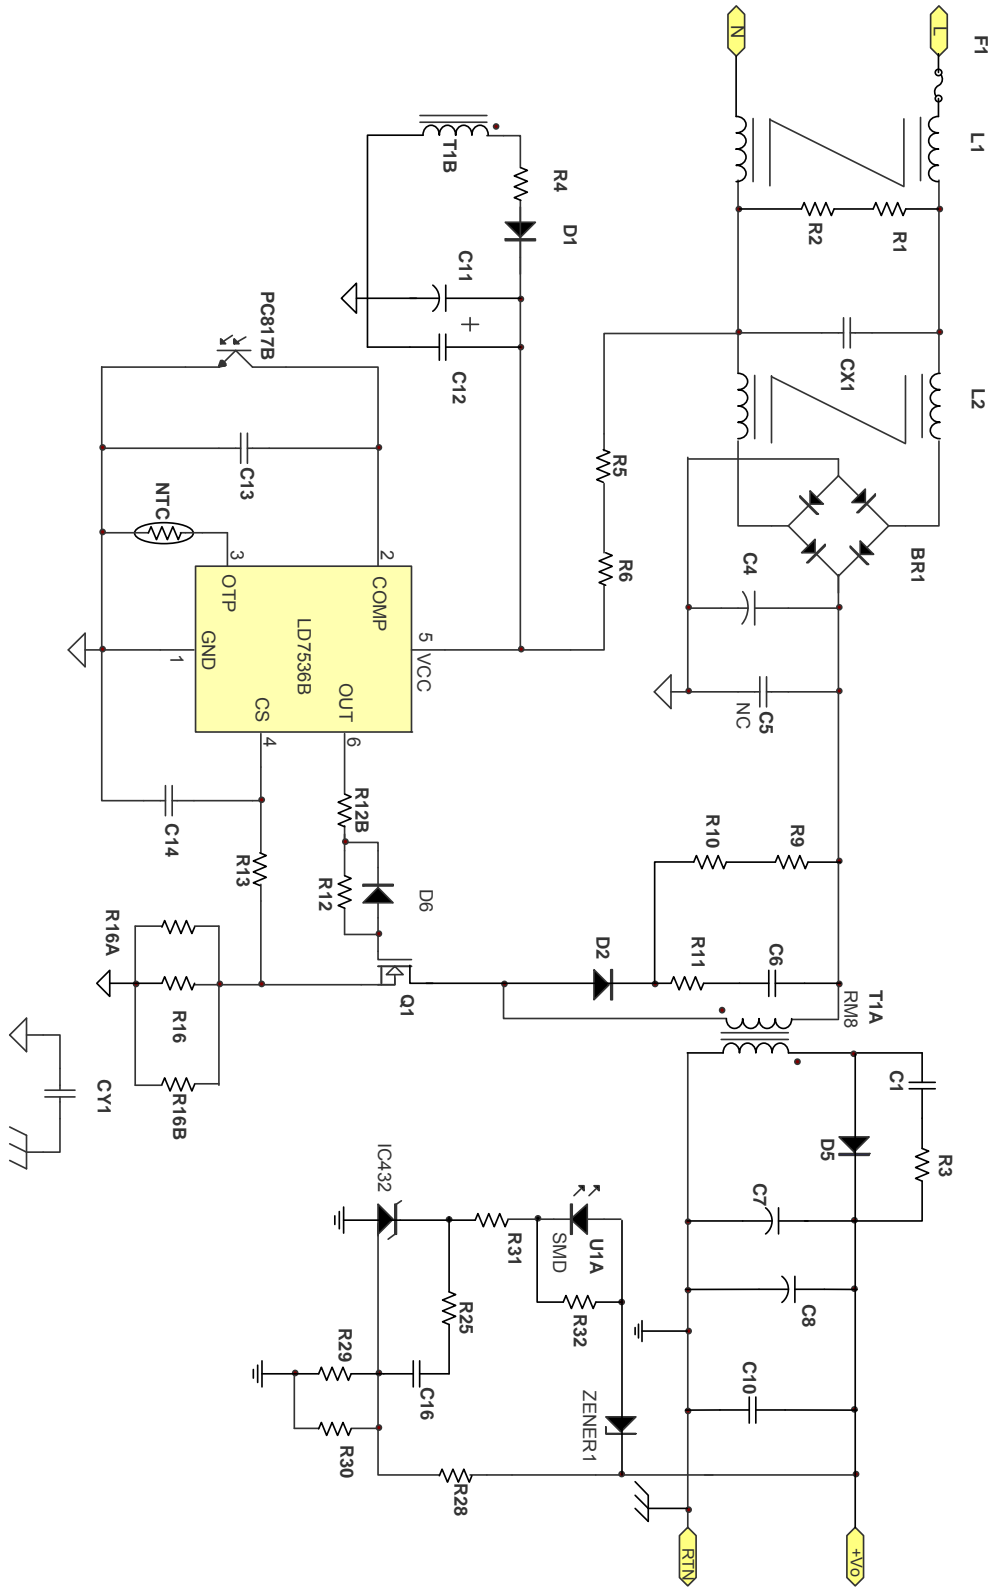 F1
L
N
L1
R1
R2
CX1
L2
BR1
C4
C5
NC
R5
R6
T1B
R4
D1
C11
+
C12
PC817B
C13
NTC
3
OTP
2
COMP
1
GND
LD7536B
5
VCC
CS
4
OUT
6
C14
R13
R12B
R12
D6
Q1
R16A
R16
R16B
CY1
R10
R9
D2
R11
C6
T1A
RM8
C1
R3
D5
C7
C8
C10
IC432
R31
U1A
SMD
R32
R25
C16
R29
R30
R28
ZENER1
RTN
+Vo